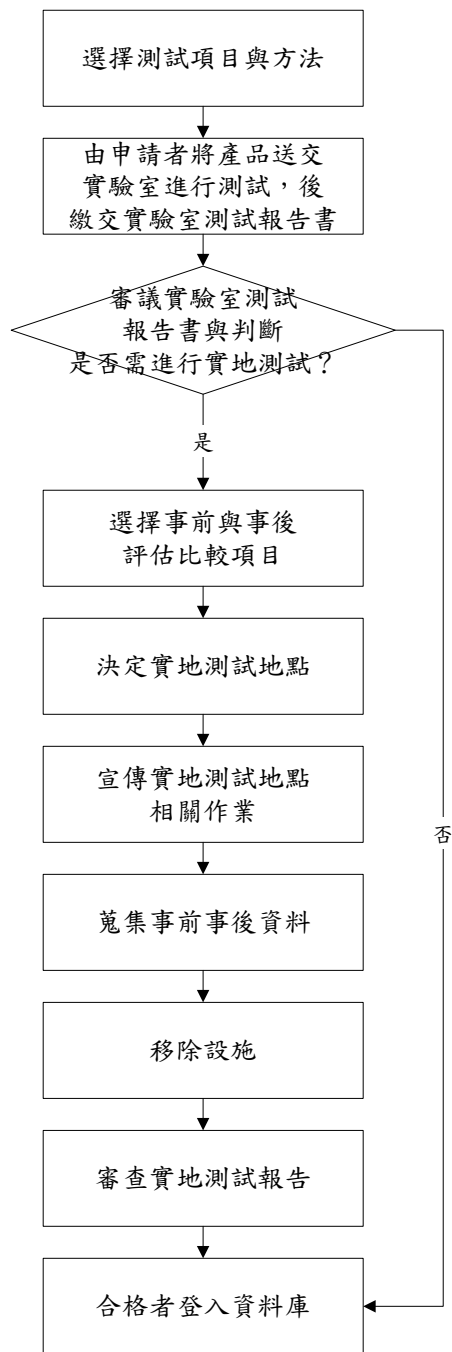 選擇測試項目與方法
由申請者將產品送交
實驗室進行測試，後
繳交實驗室測試報告書
審議實驗室測試
報告書與判斷
是否需進行實地測試？
是
選擇事前與事後
評估比較項目
決定實地測試地點
宣傳實地測試地點
相關作業
否
蒐集事前事後資料
移除設施
審查實地測試報告
合格者登入資料庫